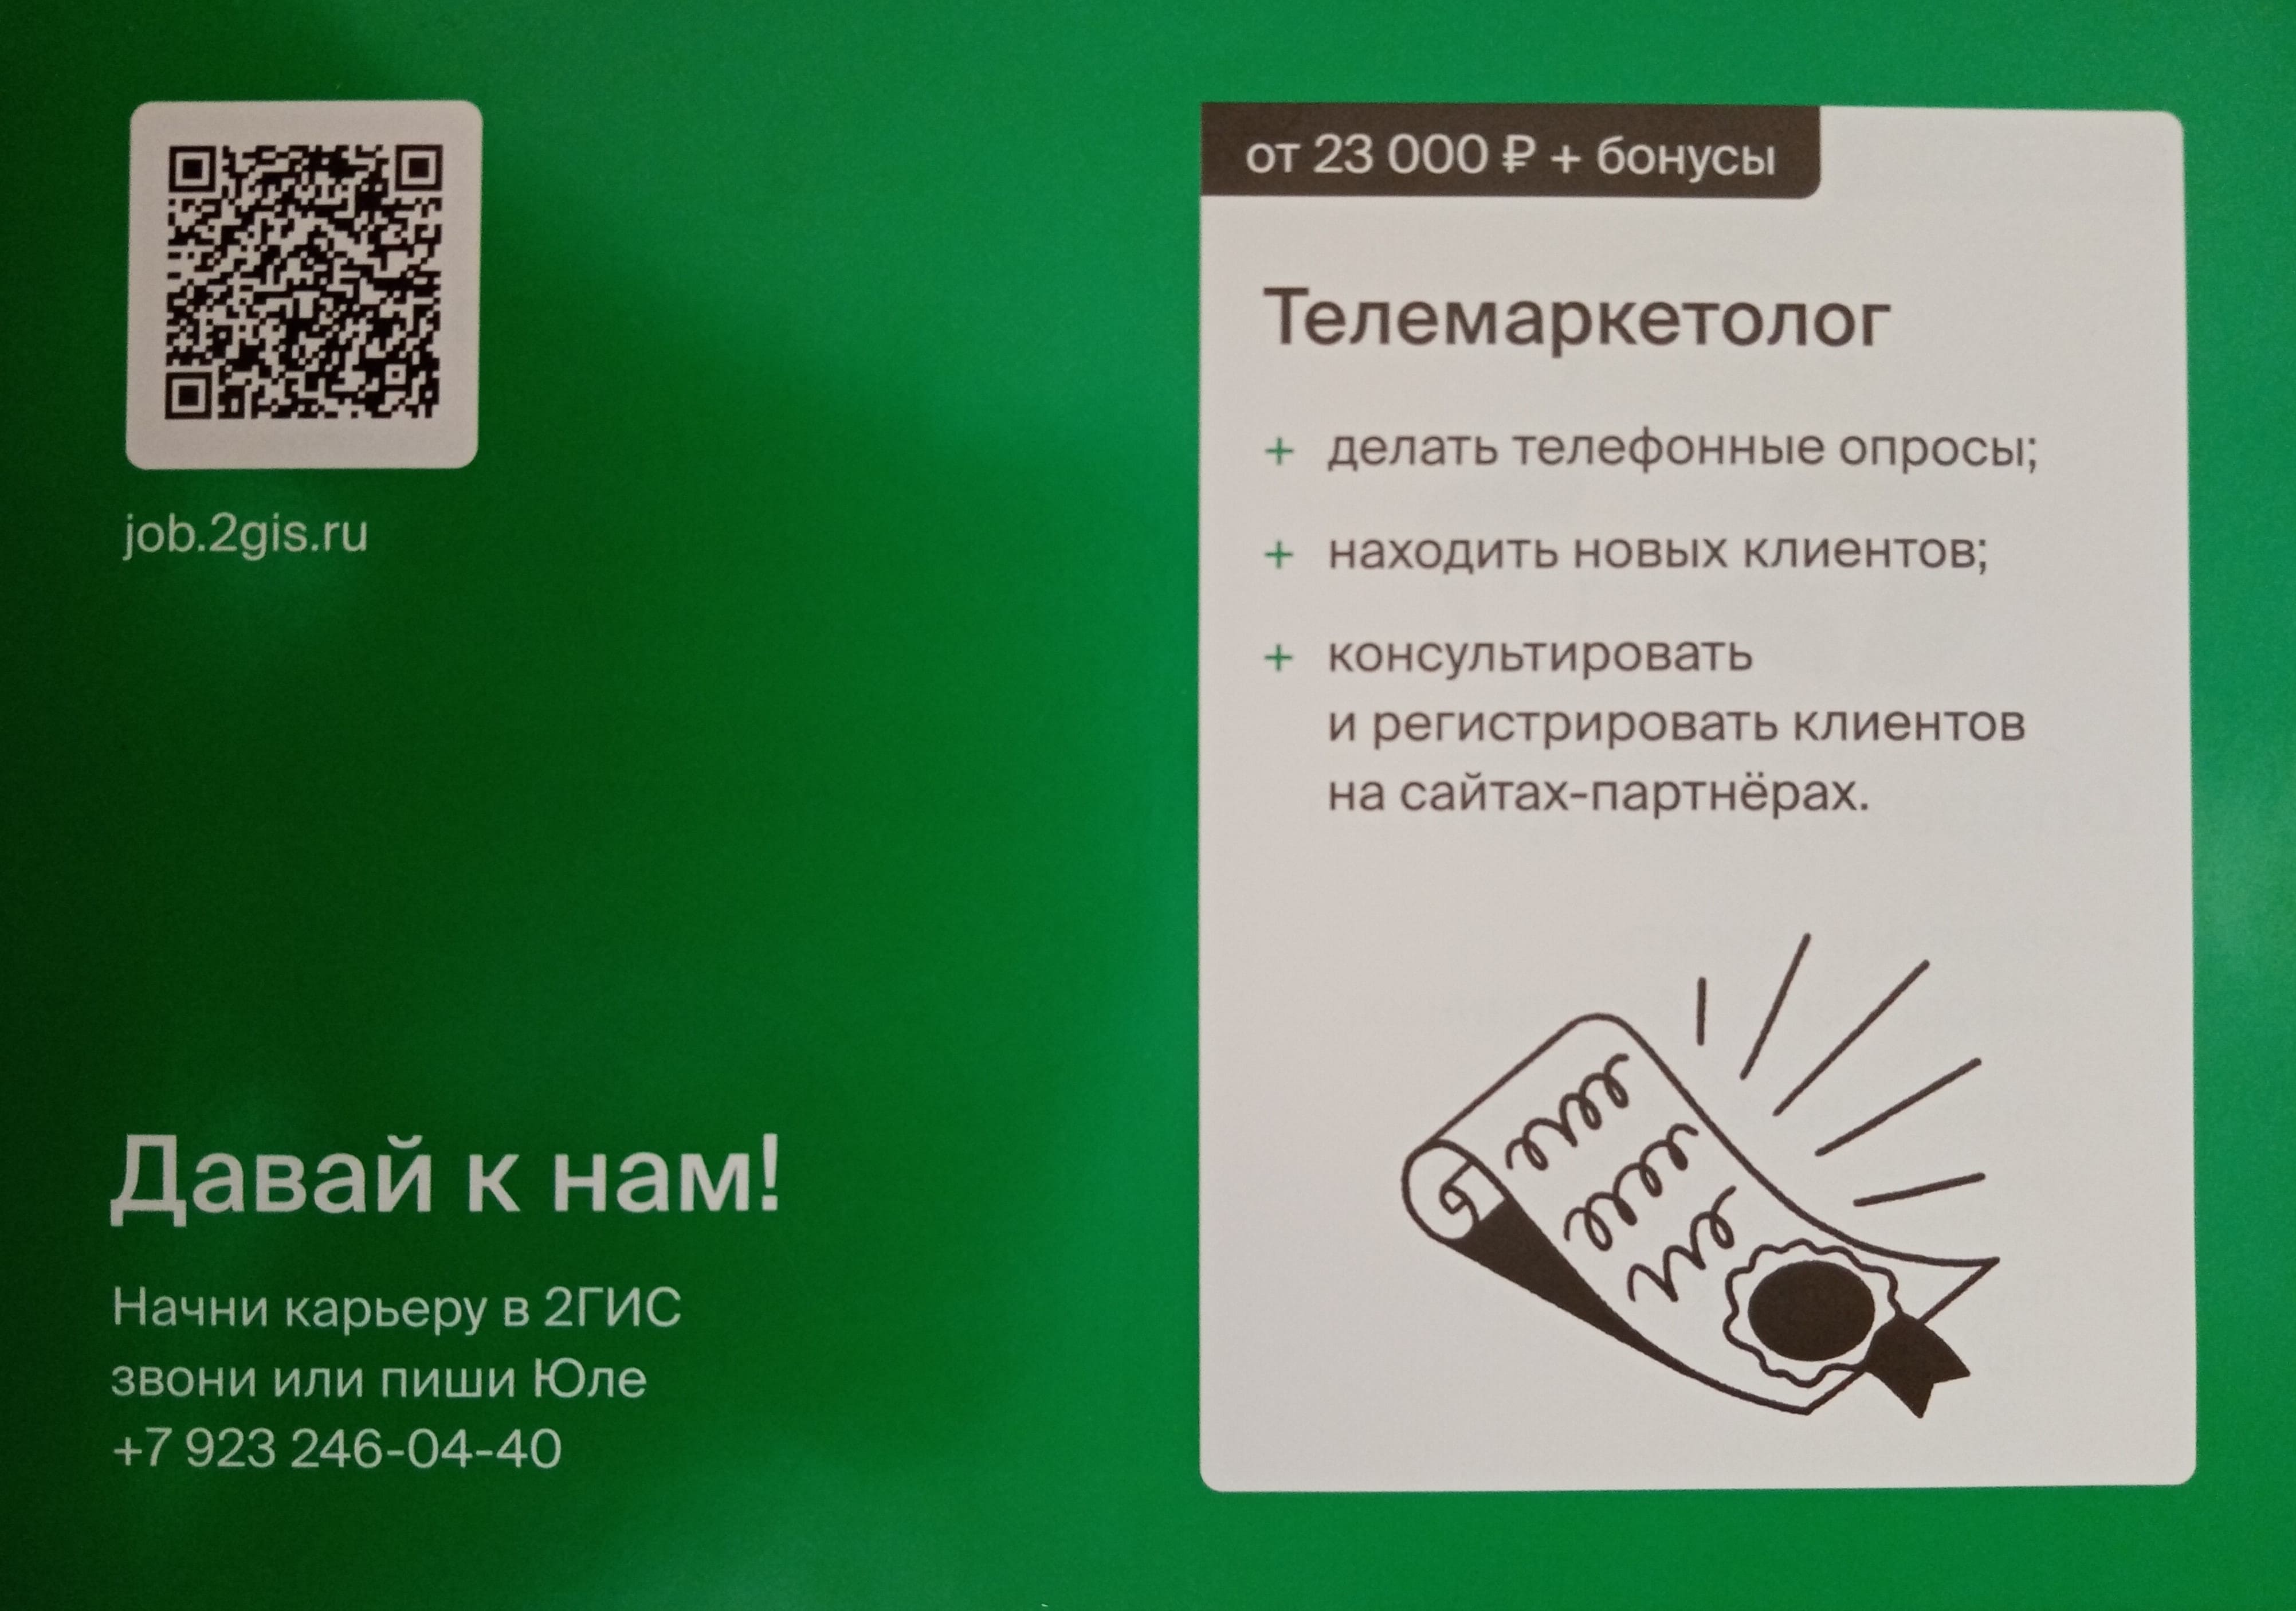 job.2gis.ru
Давай к нам!
Начни карьеру в 2ГИС
звони или пиши Юле
+7 923 246-04-40
от 23 000 ₽ + бонусы
Телемаркетолог
+ делать телефонные опросы;
+ находить новых клиентов;
+ консультировать
и регистрировать клиентов
на сайтах-партнёрах.